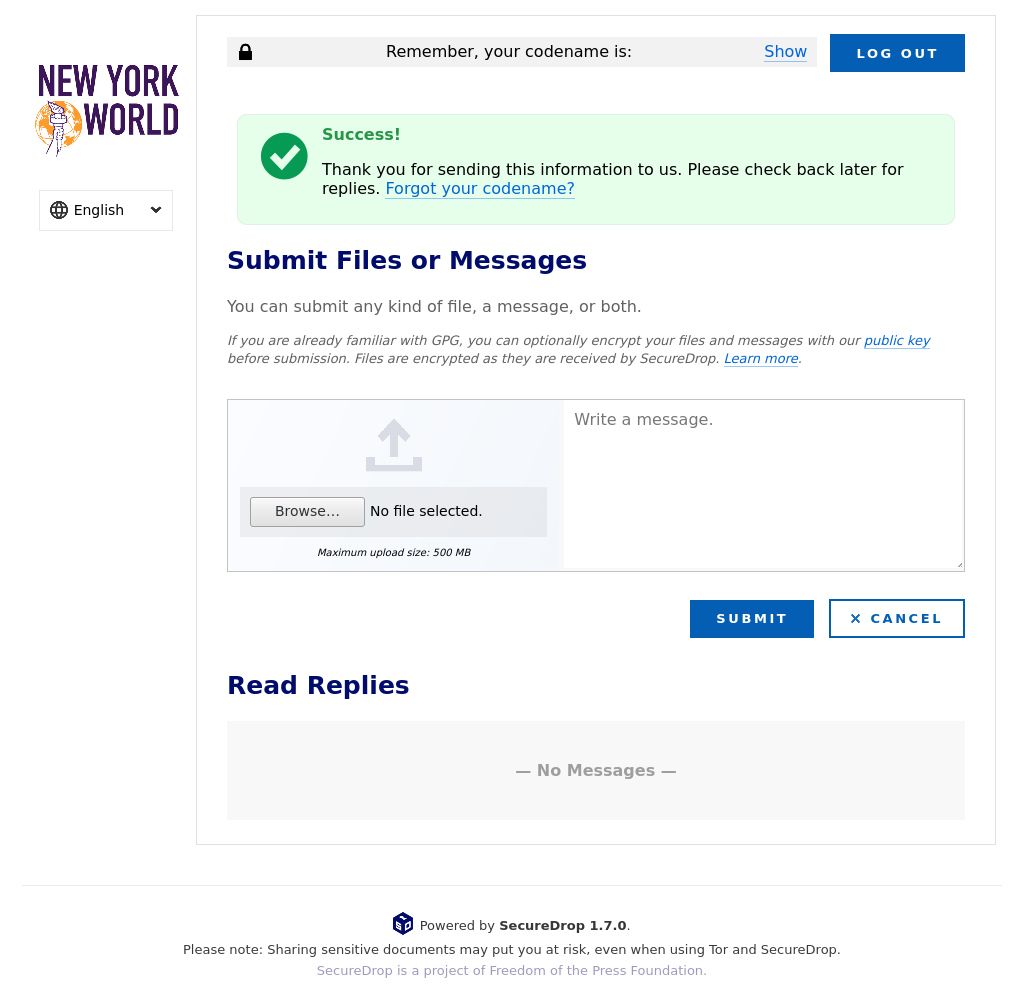 NEW YORK
WORLD
English
Remember, your codename is:
Show
LOG OUT
Success!
Thank you for sending this information to us. Please check back later for
replies. Forgot your codename?
Submit Files or Messages
You can submit any kind of file, a message, or both.
If you are already familiar with GPG, you can optionally encrypt your files and messages with our public key
before submission. Files are encrypted as they are received by SecureDrop. Learn more.
Browse...
No file selected.
Maximum upload size: 500 MB
Write a message.
SUBMIT
✕ CANCEL
Read Replies
— No Messages —
Powered by SecureDrop 1.7.0.
Please note: Sharing sensitive documents may put you at risk, even when using Tor and SecureDrop.
SecureDrop is a project of Freedom of the Press Foundation.